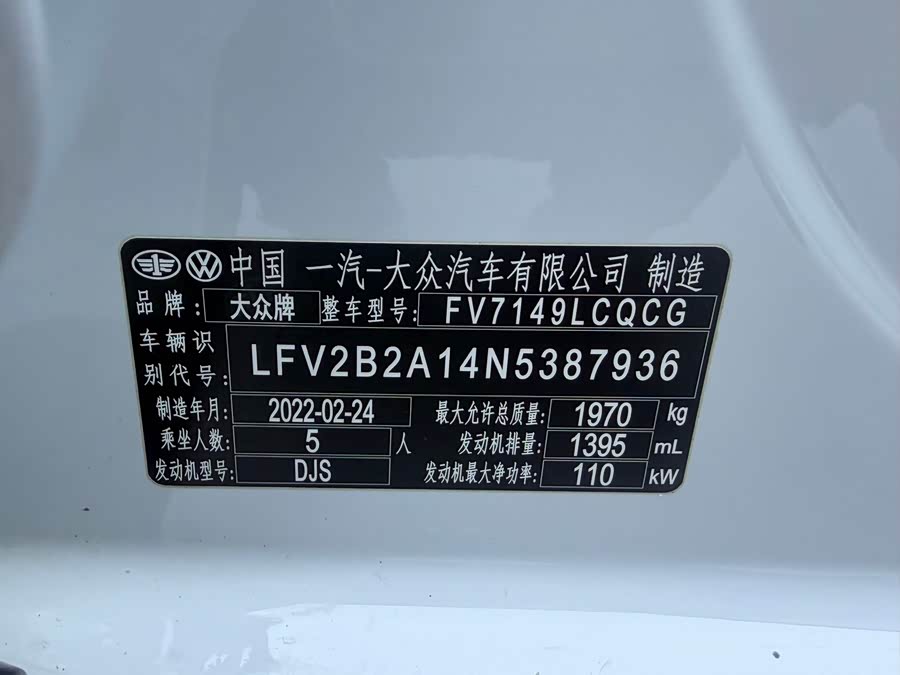 中国 一汽-大众汽车有限公司 制造
品牌: 大众牌 整车型号: FV7149LCQCG
车辆识别代号: LFV2B2A14N5387936
制造年月: 2022-02-24 最大允许总质量: 1970 kg
乘坐人数: 5 人 发动机排量: 1395 mL
发动机型号: DJS 发动机最大净功率: 110 kW